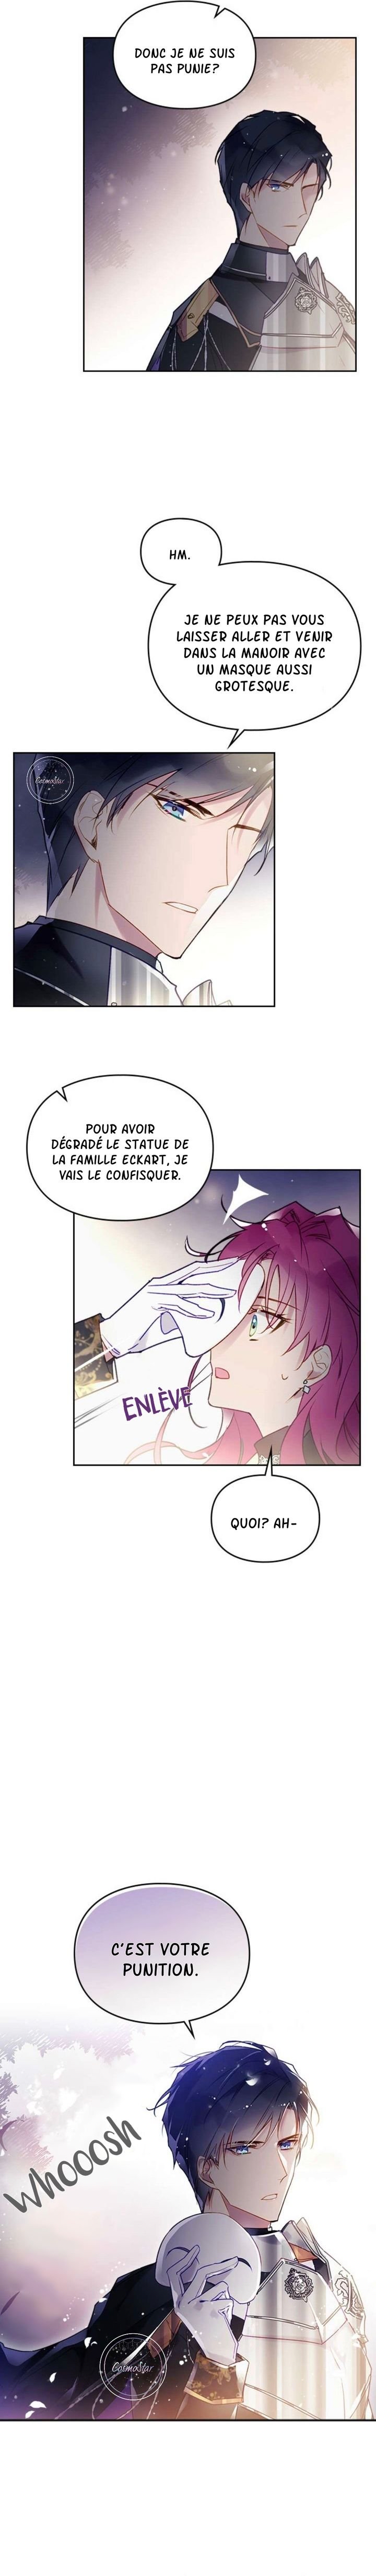 DONC JE NE SUIS
PAS PUNIE?
HM.
JE NE PEUX PAS VOUS
LAISSER ALLER ET VENIR
DANS LA MANOIR AVEC
UN MASQUE AUSSI
GROTESQUE.
CosmoStar
POUR AVOIR
DÉGRADÉ LE STATUE DE
LA FAMILLE ECKART, JE
VAIS LE CONFISQUER.
ENLÈVE
QUOI? AH-
C'EST VOTRE
PUNITION.
Whooosh
CosmoStar